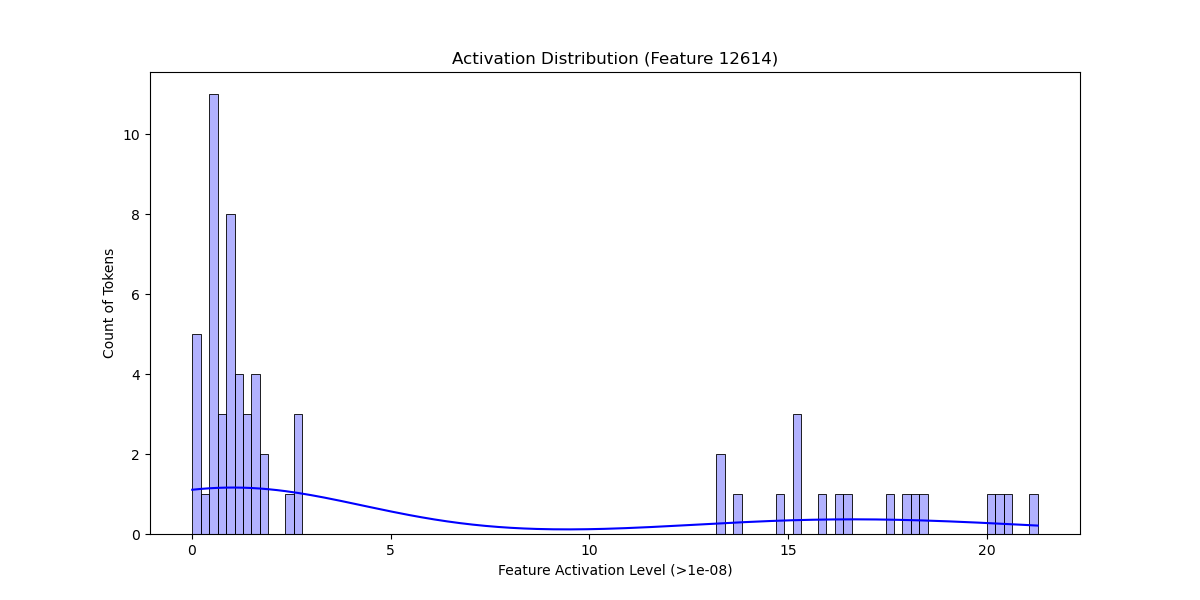 Activation Distribution (Feature 12614)
Count of Tokens
10
8
6
4
2
0
0 5 10 15 20
Feature Activation Level (>1e-08)